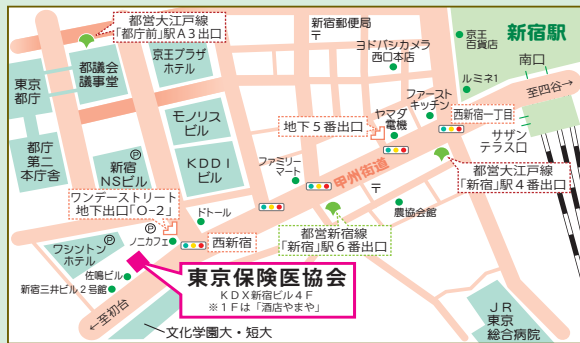 都営大江戸線
「都庁前」駅A3出口
新宿郵便局
〒
ヨドバシカメラ
西口本店
京王
百貨店
新宿駅
南口
ルミネ1
至四谷→
東京
都庁
都議会
議事堂
京王プラザ
ホテル
モノリス
ビル
地下5番出口
ヤマダ
電機
ファースト
キッチン
西新宿一丁目
サザン
テラス口
都庁
第二
本庁舎
P
新宿
NSビル
KDDI
ビル
ファミリー
マート
甲州街道
〒
都営大江戸線
「新宿」駅4番出口
ワンデーストリート
地下出口「O-2」
ドトール
農協会館
P
ノニカフェ
西新宿
都営新宿線
「新宿」駅6番出口
ワシントン
ホテル
佐鳴ビル
新宿三井ビル2号館
東京保険医協会
KDX新宿ビル4F
※1Fは「酒店やまや」
←至初台
文化学園大・短大
JR
東京
総合病院